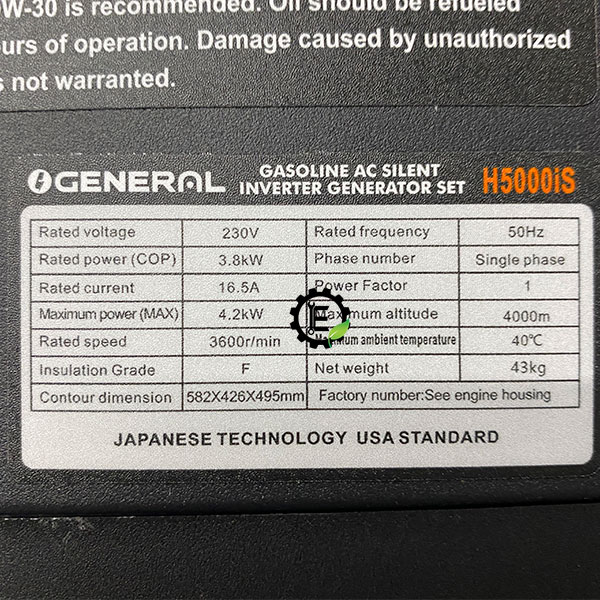 W-30 is recommended. Oil should be refueled
urs of operation. Damage caused by unauthorized
s not warranted.
GENERAL GASOLINE AC SILENT INVERTER GENERATOR SET H5000iS
Rated voltage 230V Rated frequency 50Hz
Rated power (COP) 3.8kW Phase number Single phase
Rated current 16.5A Power Factor 1
Maximum power (MAX) 4.2kW Maximum altitude 4000m
Rated speed 3600r/min Maximum ambient temperature 40℃
Insulation Grade F Net weight 43kg
Contour dimension 582X426X495mm Factory number:See engine housing
JAPANESE TECHNOLOGY USA STANDARD
E